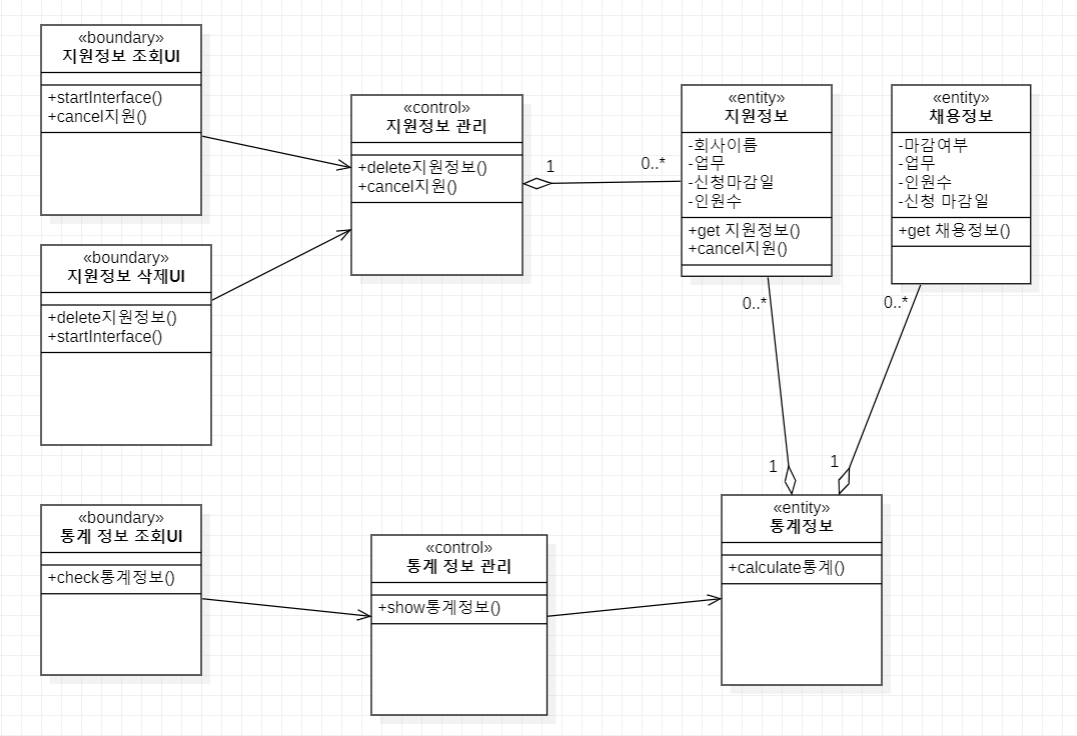 «boundary»
지원정보 조회UI
+startInterface()
+cancel지원()
«boundary»
지원정보 삭제UI
+delete지원정보()
+startInterface()
«control»
지원정보 관리
+delete지원정보()
+cancel지원()
1
0..*
«entity»
지원정보
-회사이름
-업무
-신청마감일
-인원수
+get 지원정보()
+cancel지원()
«entity»
채용정보
-마감여부
-업무
-인원수
-신청 마감일
+get 채용정보()
0..*
0..*
1
1
«boundary»
통계 정보 조회UI
+check통계정보()
«control»
통계 정보 관리
+show통계정보()
«entity»
통계정보
+calculate통계()